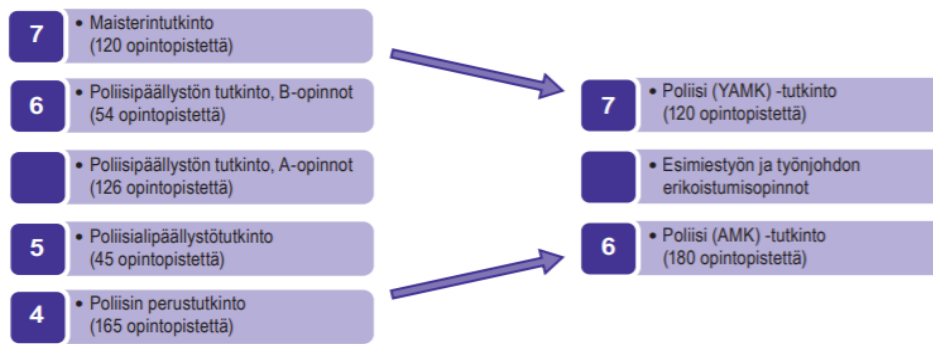 7
• Maisterintutkinto
(120 opintopistettä)
6
• Poliisipäällystön tutkinto, B-opinnot
(54 opintopistettä)
• Poliisipäällystön tutkinto, A-opinnot
(126 opintopistettä)
5
• Poliisialipäällystötutkinto
(45 opintopistettä)
4
• Poliisin perustutkinto
(165 opintopistettä)
7
• Poliisi (YAMK) -tutkinto
(120 opintopistettä)
• Esimiestyön ja työnjohdon
erikoistumisopinnot
6
• Poliisi (AMK) -tutkinto
(180 opintopistettä)